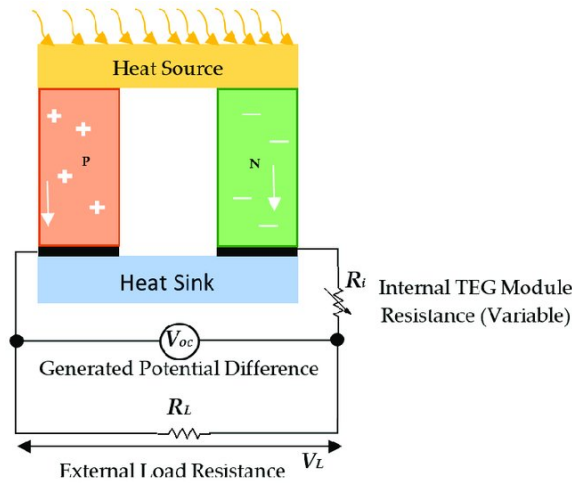 Heat Source
P
N
Heat Sink
Ri
Internal TEG Module
Resistance (Variable)
Voc
Generated Potential Difference
RL
VL
External Load Resistance